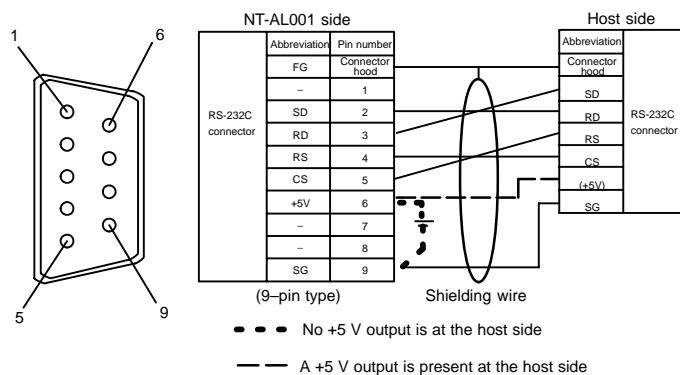 NT-AL001 side
Host side
1
6
5
9
RS-232C
connector
Abbreviation Pin number
FG Connector
hood
– 1
SD 2
RD 3
RS 4
CS 5
+5V 6
– 7
– 8
SG 9
Abbreviation
Connector
hood
SD
RD
RS
CS
(+5V)
SG
RS-232C
connector
(9–pin type)
Shielding wire
No +5 V output is at the host side
A +5 V output is present at the host side